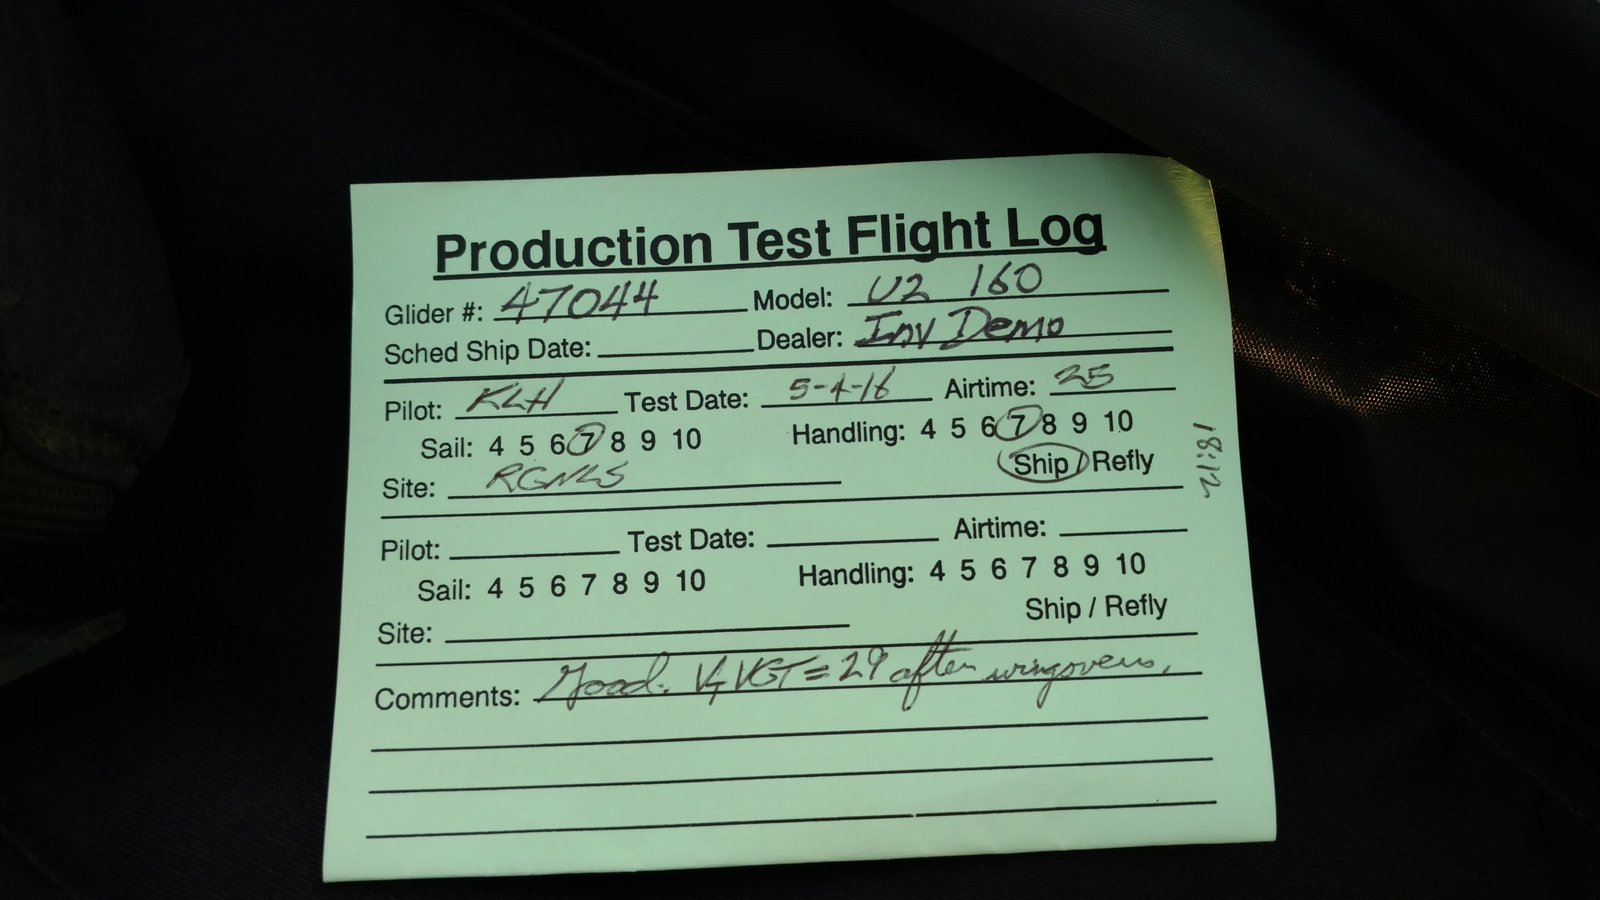 Production Test Flight Log
Glider #: 47044 Model: U2 160
Sched Ship Date: Dealer: Inv Demo
Pilot: KLH Test Date: 5-4-16 Airtime: 25
Sail: 4 5 6 7 8 9 10 Handling: 4 5 6 7 8 9 10
Ship / Refly
Site: RGNLS
18:12
Pilot: Test Date: Airtime:
Sail: 4 5 6 7 8 9 10 Handling: 4 5 6 7 8 9 10
Ship / Refly
Site:
Comments: Good. VGT = 29 after wingovers.